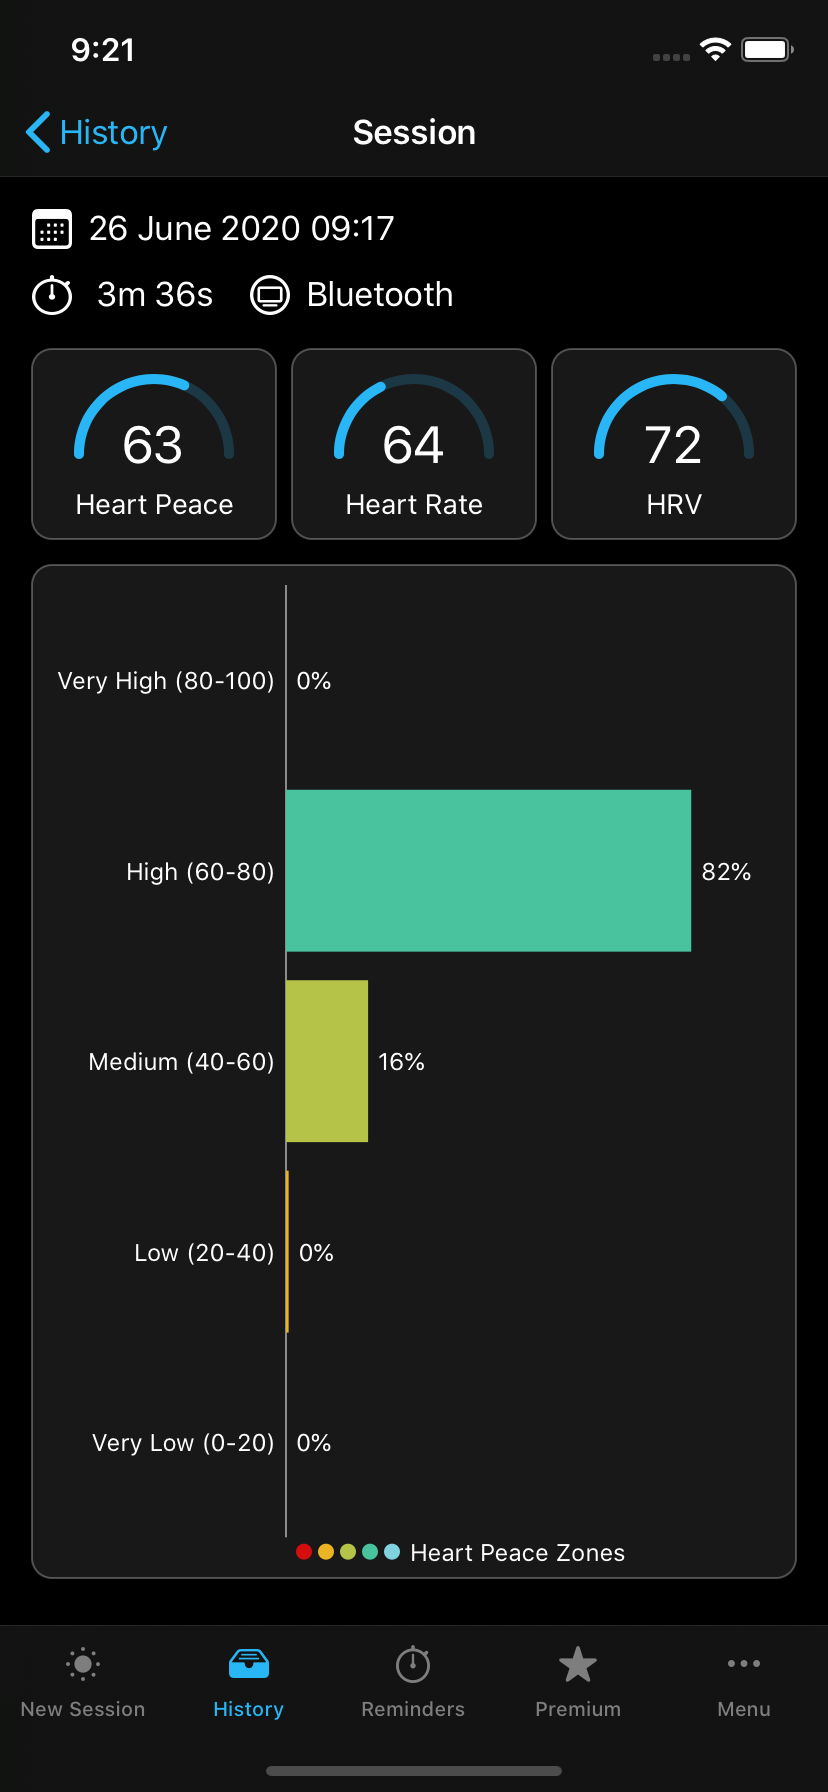 9:21
History
Session
26 June 2020 09:17
3m 36s Bluetooth
63 64 72
Heart Peace Heart Rate HRV
Very High (80-100) 0%
High (60-80) 82%
Medium (40-60) 16%
Low (20-40) 0%
Very Low (0-20) 0%
Heart Peace Zones
New Session History Reminders Premium Menu